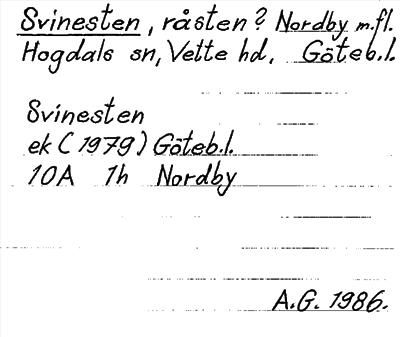 Svinesten, råsten? Nordby m.fl.
Hogdals sn, Vette hd, Göteb.l.
Svinesten
ek (1979) Göteb.l.
10A 1h Nordby
A.G. 1986.